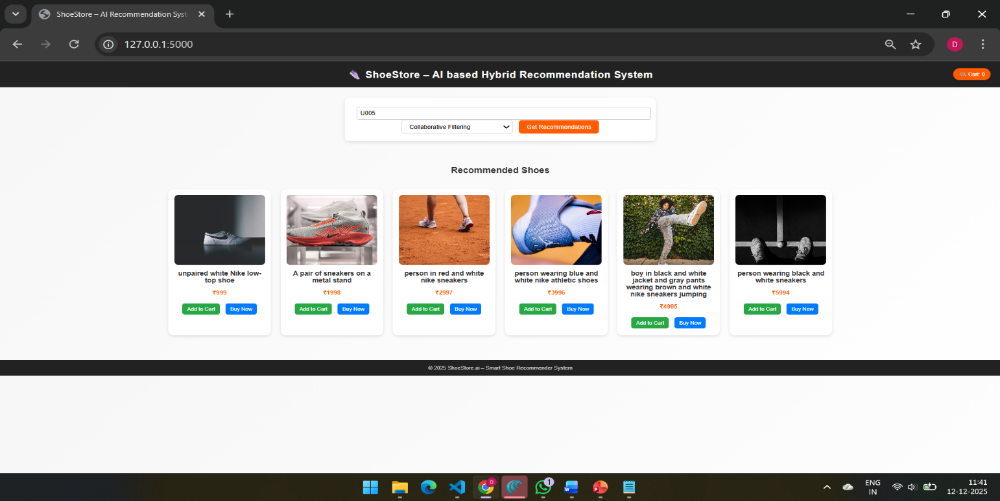 ShoeStore – AI Recommendation Syst
127.0.0.1:5000
D
ShoeStore – AI based Hybrid Recommendation System
Cart: 0
U005
Collaborative Filtering
Get Recommendations
Recommended Shoes
unpaired white Nike low-
top shoe
₹999
Add to Cart
Buy Now
A pair of sneakers on a
metal stand
₹1998
Add to Cart
Buy Now
person in red and white
nike sneakers
₹2997
Add to Cart
Buy Now
person wearing blue and
white nike athletic shoes
₹3996
Add to Cart
Buy Now
boy in black and white
jacket and gray pants
wearing brown and white
nike sneakers jumping
₹4995
Add to Cart
Buy Now
person wearing black and
white sneakers
₹5994
Add to Cart
Buy Now
© 2025 ShoeStore.ai – Smart Shoe Recommender System
D
1
W
P
ENG
IN
11:41
12-12-2025